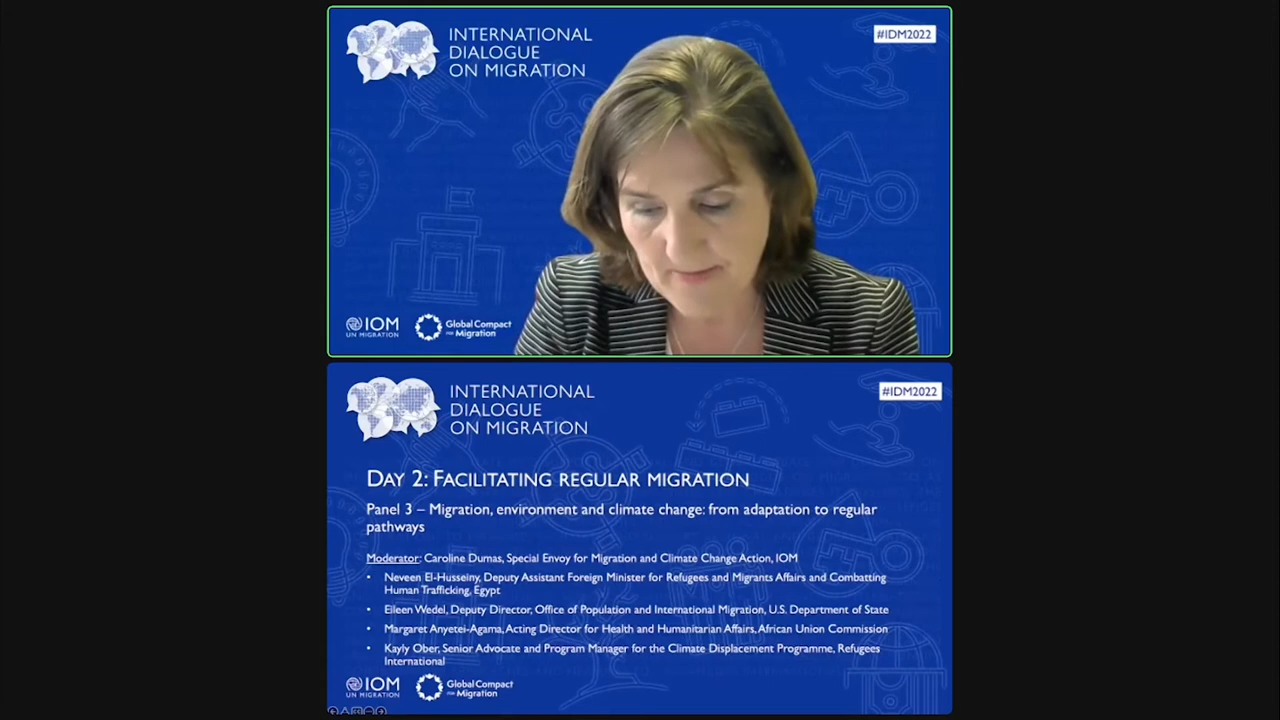 INTERNATIONAL
DIALOGUE
ON MIGRATION
#IDM2022
IOM
UN MIGRATION
Global Compact
FOR Migration
INTERNATIONAL
DIALOGUE
ON MIGRATION
#IDM2022
DAY 2: FACILITATING REGULAR MIGRATION
Panel 3 – Migration, environment and climate change: from adaptation to regular
pathways
Moderator: Caroline Dumas, Special Envoy for Migration and Climate Change Action, IOM
• Neveen El-Husseiny, Deputy Assistant Foreign Minister for Refugees and Migrants Affairs and Combatting
Human Trafficking, Egypt
• Eileen Wedel, Deputy Director, Office of Population and International Migration, U.S. Department of State
• Margaret Anyetei-Agama, Acting Director for Health and Humanitarian Affairs, African Union Commission
• Kayly Ober, Senior Advocate and Program Manager for the Climate Displacement Programme, Refugees
International
IOM
UN MIGRATION
Global Compact
FOR Migration